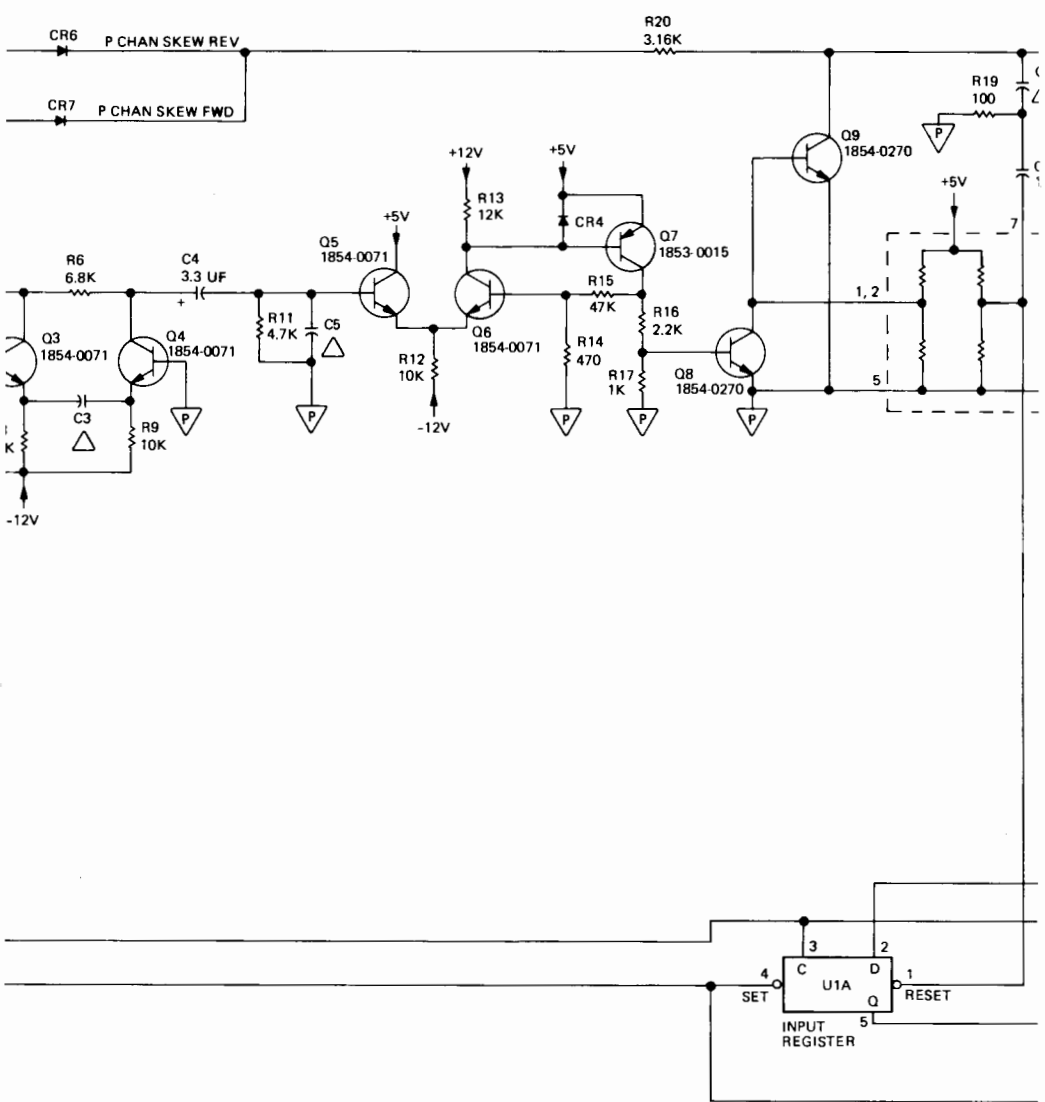 R20
3.16K
CR6
P CHAN SKEW REV
R19
100
CR7
P CHAN SKEW FWD
P
Q9
1854-0270
+12V
+5V
+5V
R13
12K
CR4
+5V
7
Q5
1854-0071
Q7
1853-0015
R6
6.8K
C4
3.3 UF
+
R15
47K
1, 2
R11
4.7K
C5
Q6
1854-0071
R16
2.2K
Q3
1854-0071
Q4
1854-0071
R12
10K
R14
470
R17
1K
Q8
1854-0270
5
C3
P
P
-12V
P
P
P
K
R9
10K
-12V
3
2
4
C
D
1
SET
U1A
RESET
Q
INPUT
REGISTER
5